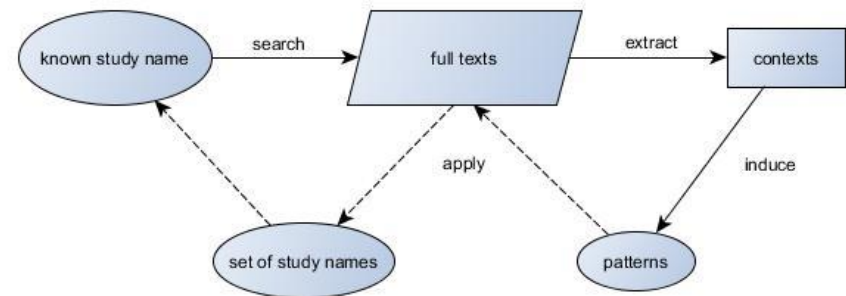 search
extract
known study name
full texts
contexts
apply
induce
set of study names
patterns